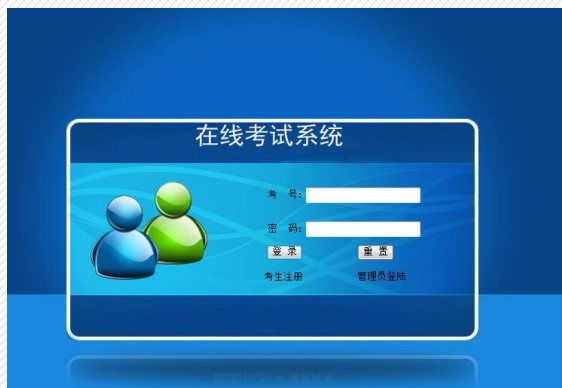 在线考试系统
考 号:
密 码:
登 录 重 置
考生注册 管理员登陆